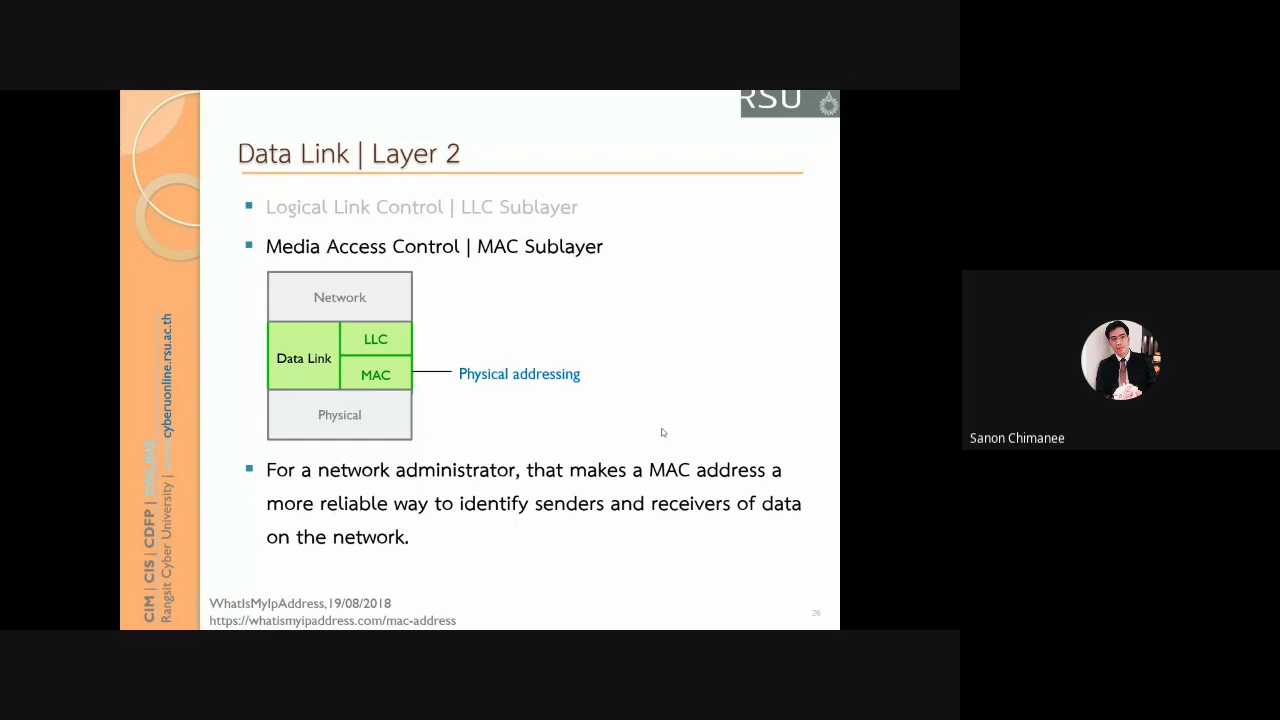 RSU
Data Link | Layer 2
Logical Link Control | LLC Sublayer
Media Access Control | MAC Sublayer
Network
Data Link
LLC
MAC
Physical addressing
Physical
For a network administrator, that makes a MAC address a
more reliable way to identify senders and receivers of data
on the network.
WhatIsMyIpAddress,19/08/2018
https://whatismyipaddress.com/mac-address
26
CIM | CIS | CDFP | ONLINE
Rangsit Cyber University | cyberuonline.rsu.ac.th
Sanon Chimanee